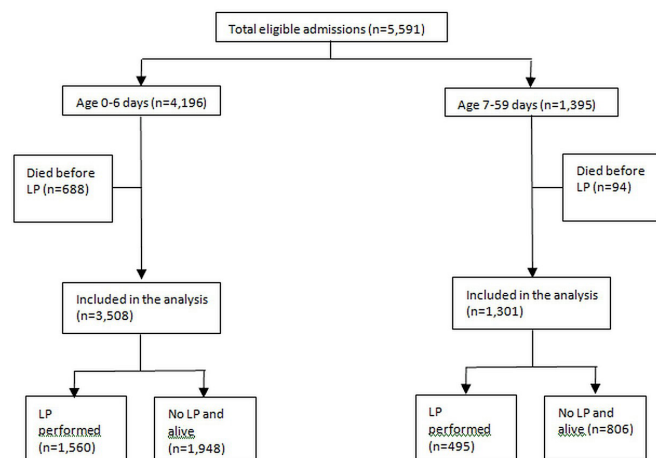 Total eligible admissions (n=5,591)
Age 0-6 days (n=4,196)
Age 7-59 days (n=1,395)
Died before
LP (n=688)
Died before
LP (n=94)
Included in the analysis
(n=3,508)
Included in the analysis
(n=1,301)
LP
performed
(n=1,560)
No LP and
alive
(n=1,948)
LP
performed
(n=495)
No LP and
alive (n=806)